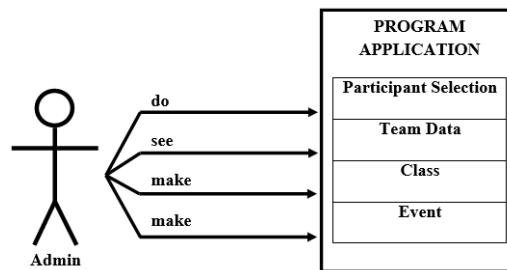 PROGRAM
APPLICATION
do
Participant Selection
see
Team Data
make
Class
make
Event
Admin